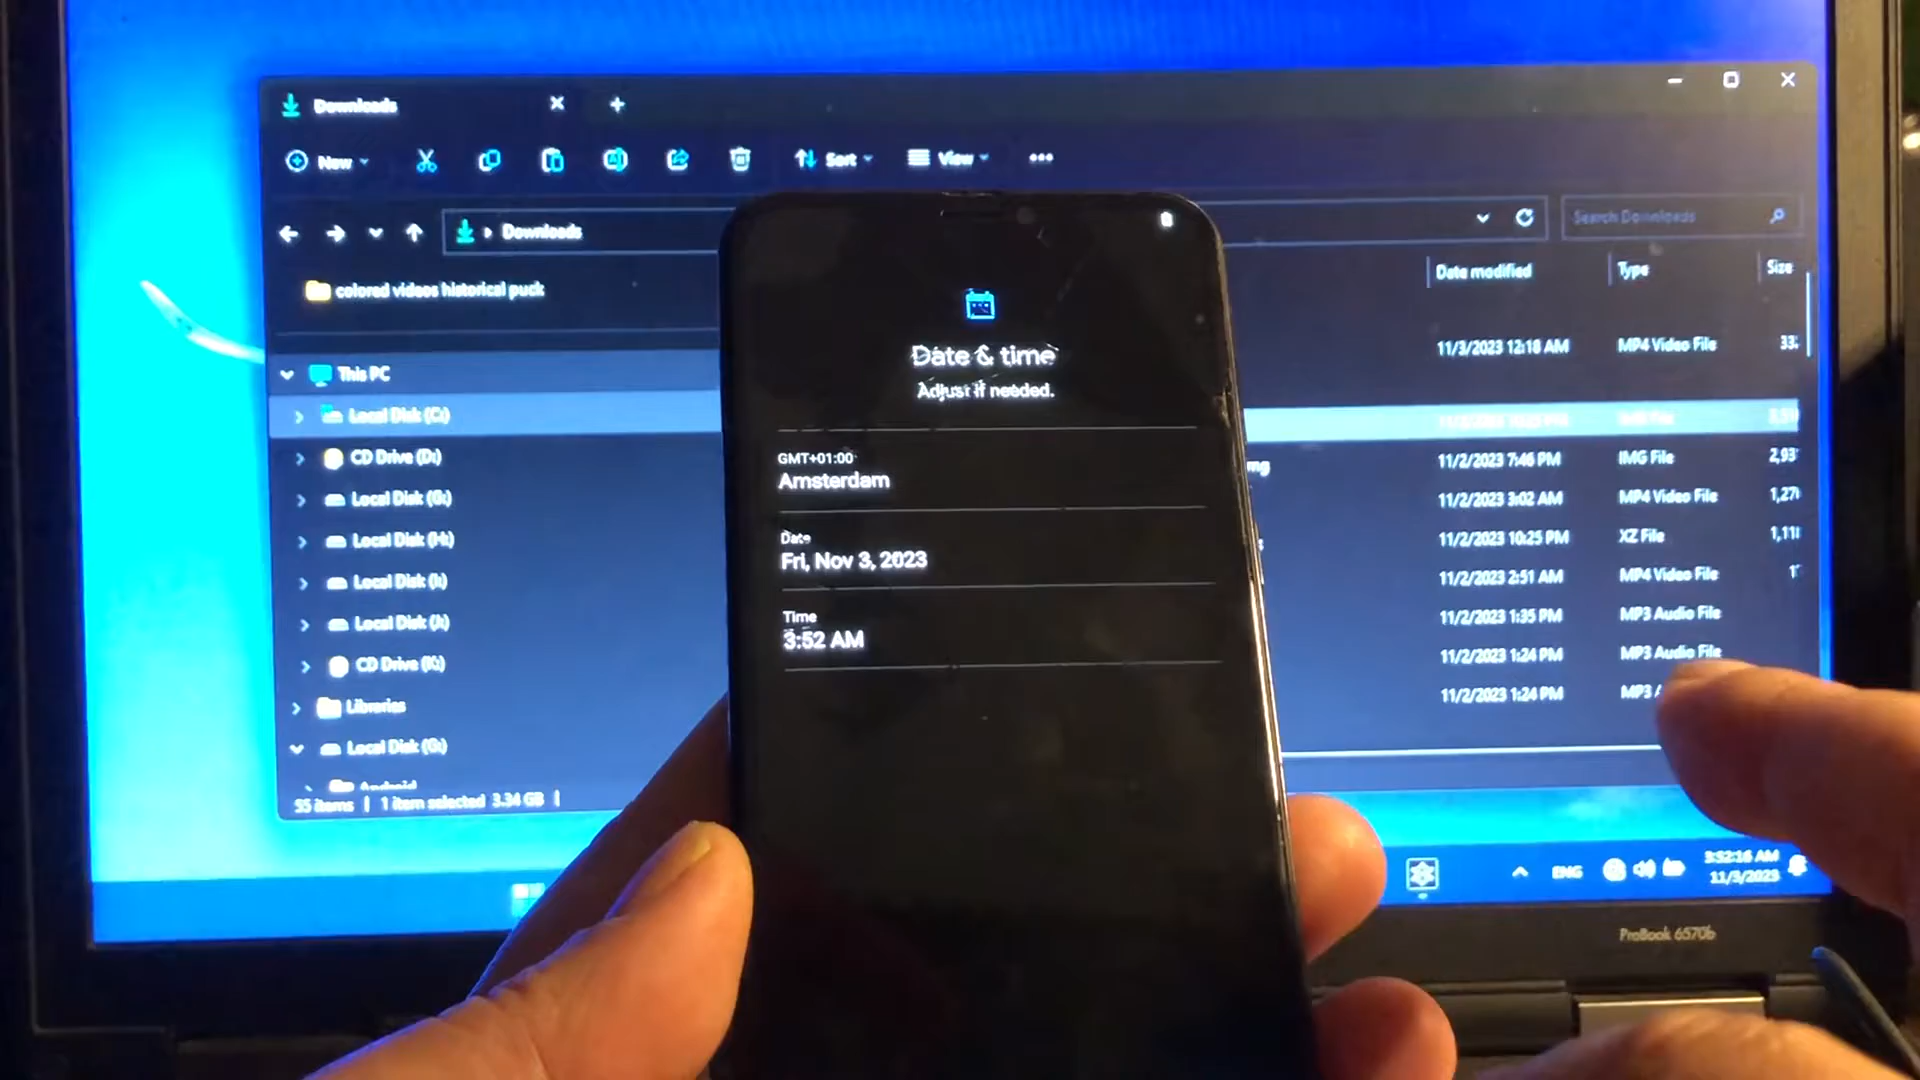 Downloads
New
Sort
View
Downloads
Search Downloads
colored videos historical puck
Date modified
Type
Size
This PC
11/3/2023 12:18 AM
MP4 Video File
Local Disk (C:)
CD Drive (D:)
11/2/2023 7:46 PM
IMG File
2,93
Local Disk (G:)
11/2/2023 3:02 AM
MP4 Video File
Local Disk (H:)
11/2/2023 10:25 PM
XZ File
Local Disk (I:)
11/2/2023 2:51 AM
MP4 Video File
Local Disk (J:)
11/2/2023 1:35 PM
MP3 Audio File
CD Drive (K:)
11/2/2023 1:24 PM
MP3 Audio File
Libraries
11/2/2023 1:24 PM
MP3
Local Disk (G:)
Android
55 items
1 item selected 3.34 GB
Date & time
Adjust if needed.
GMT+01:00
Amsterdam
Date
Fri, Nov 3, 2023
Time
3:52 AM
ENG
3:52:16 AM
11/3/2023
ProBook 6570b